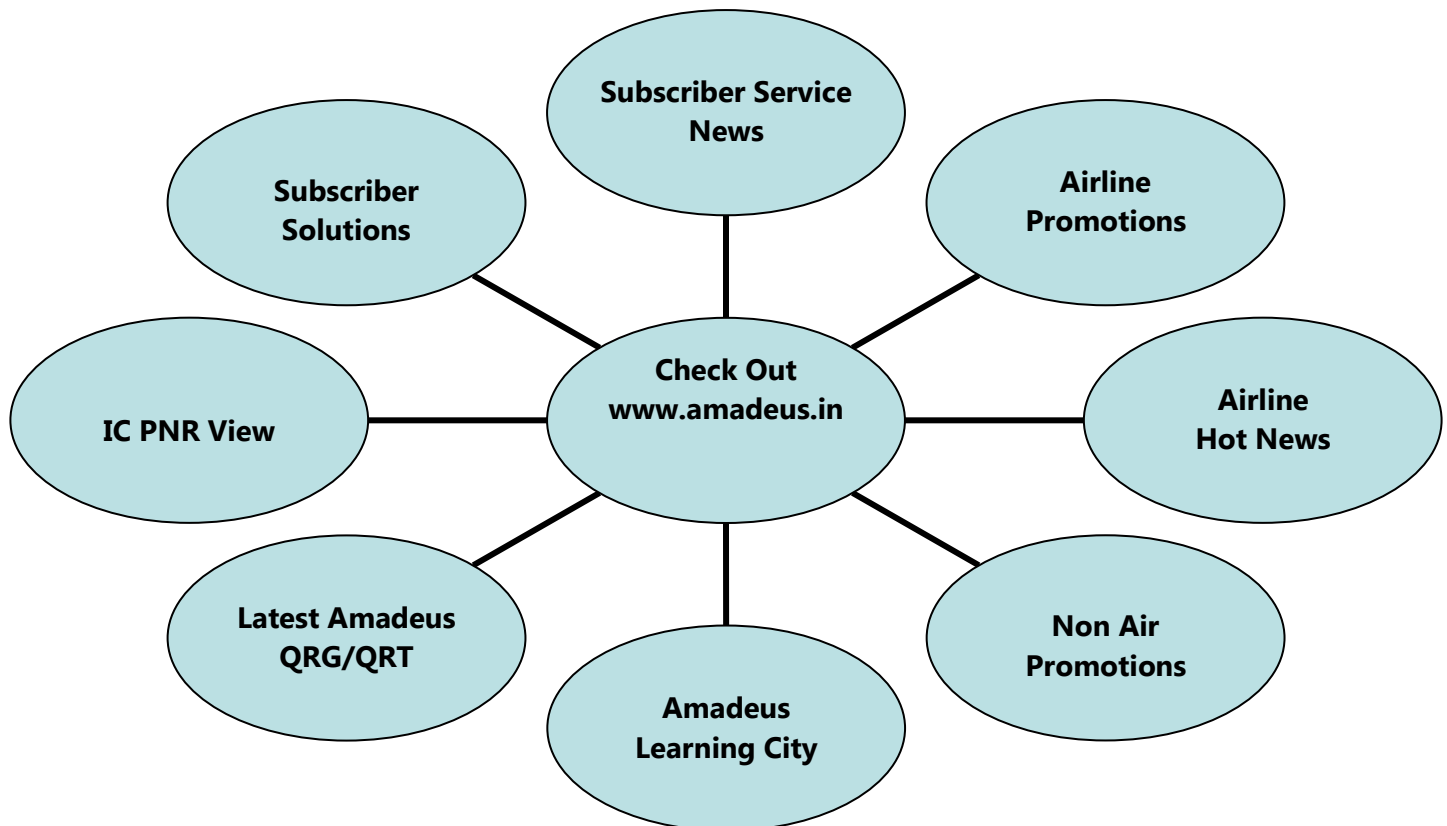 Subscriber Service
News
Subscriber
Solutions
Airline
Promotions
IC PNR View
Check Out
www.amadeus.in
Airline
Hot News
Latest Amadeus
QRG/QRT
Non Air
Promotions
Amadeus
Learning City